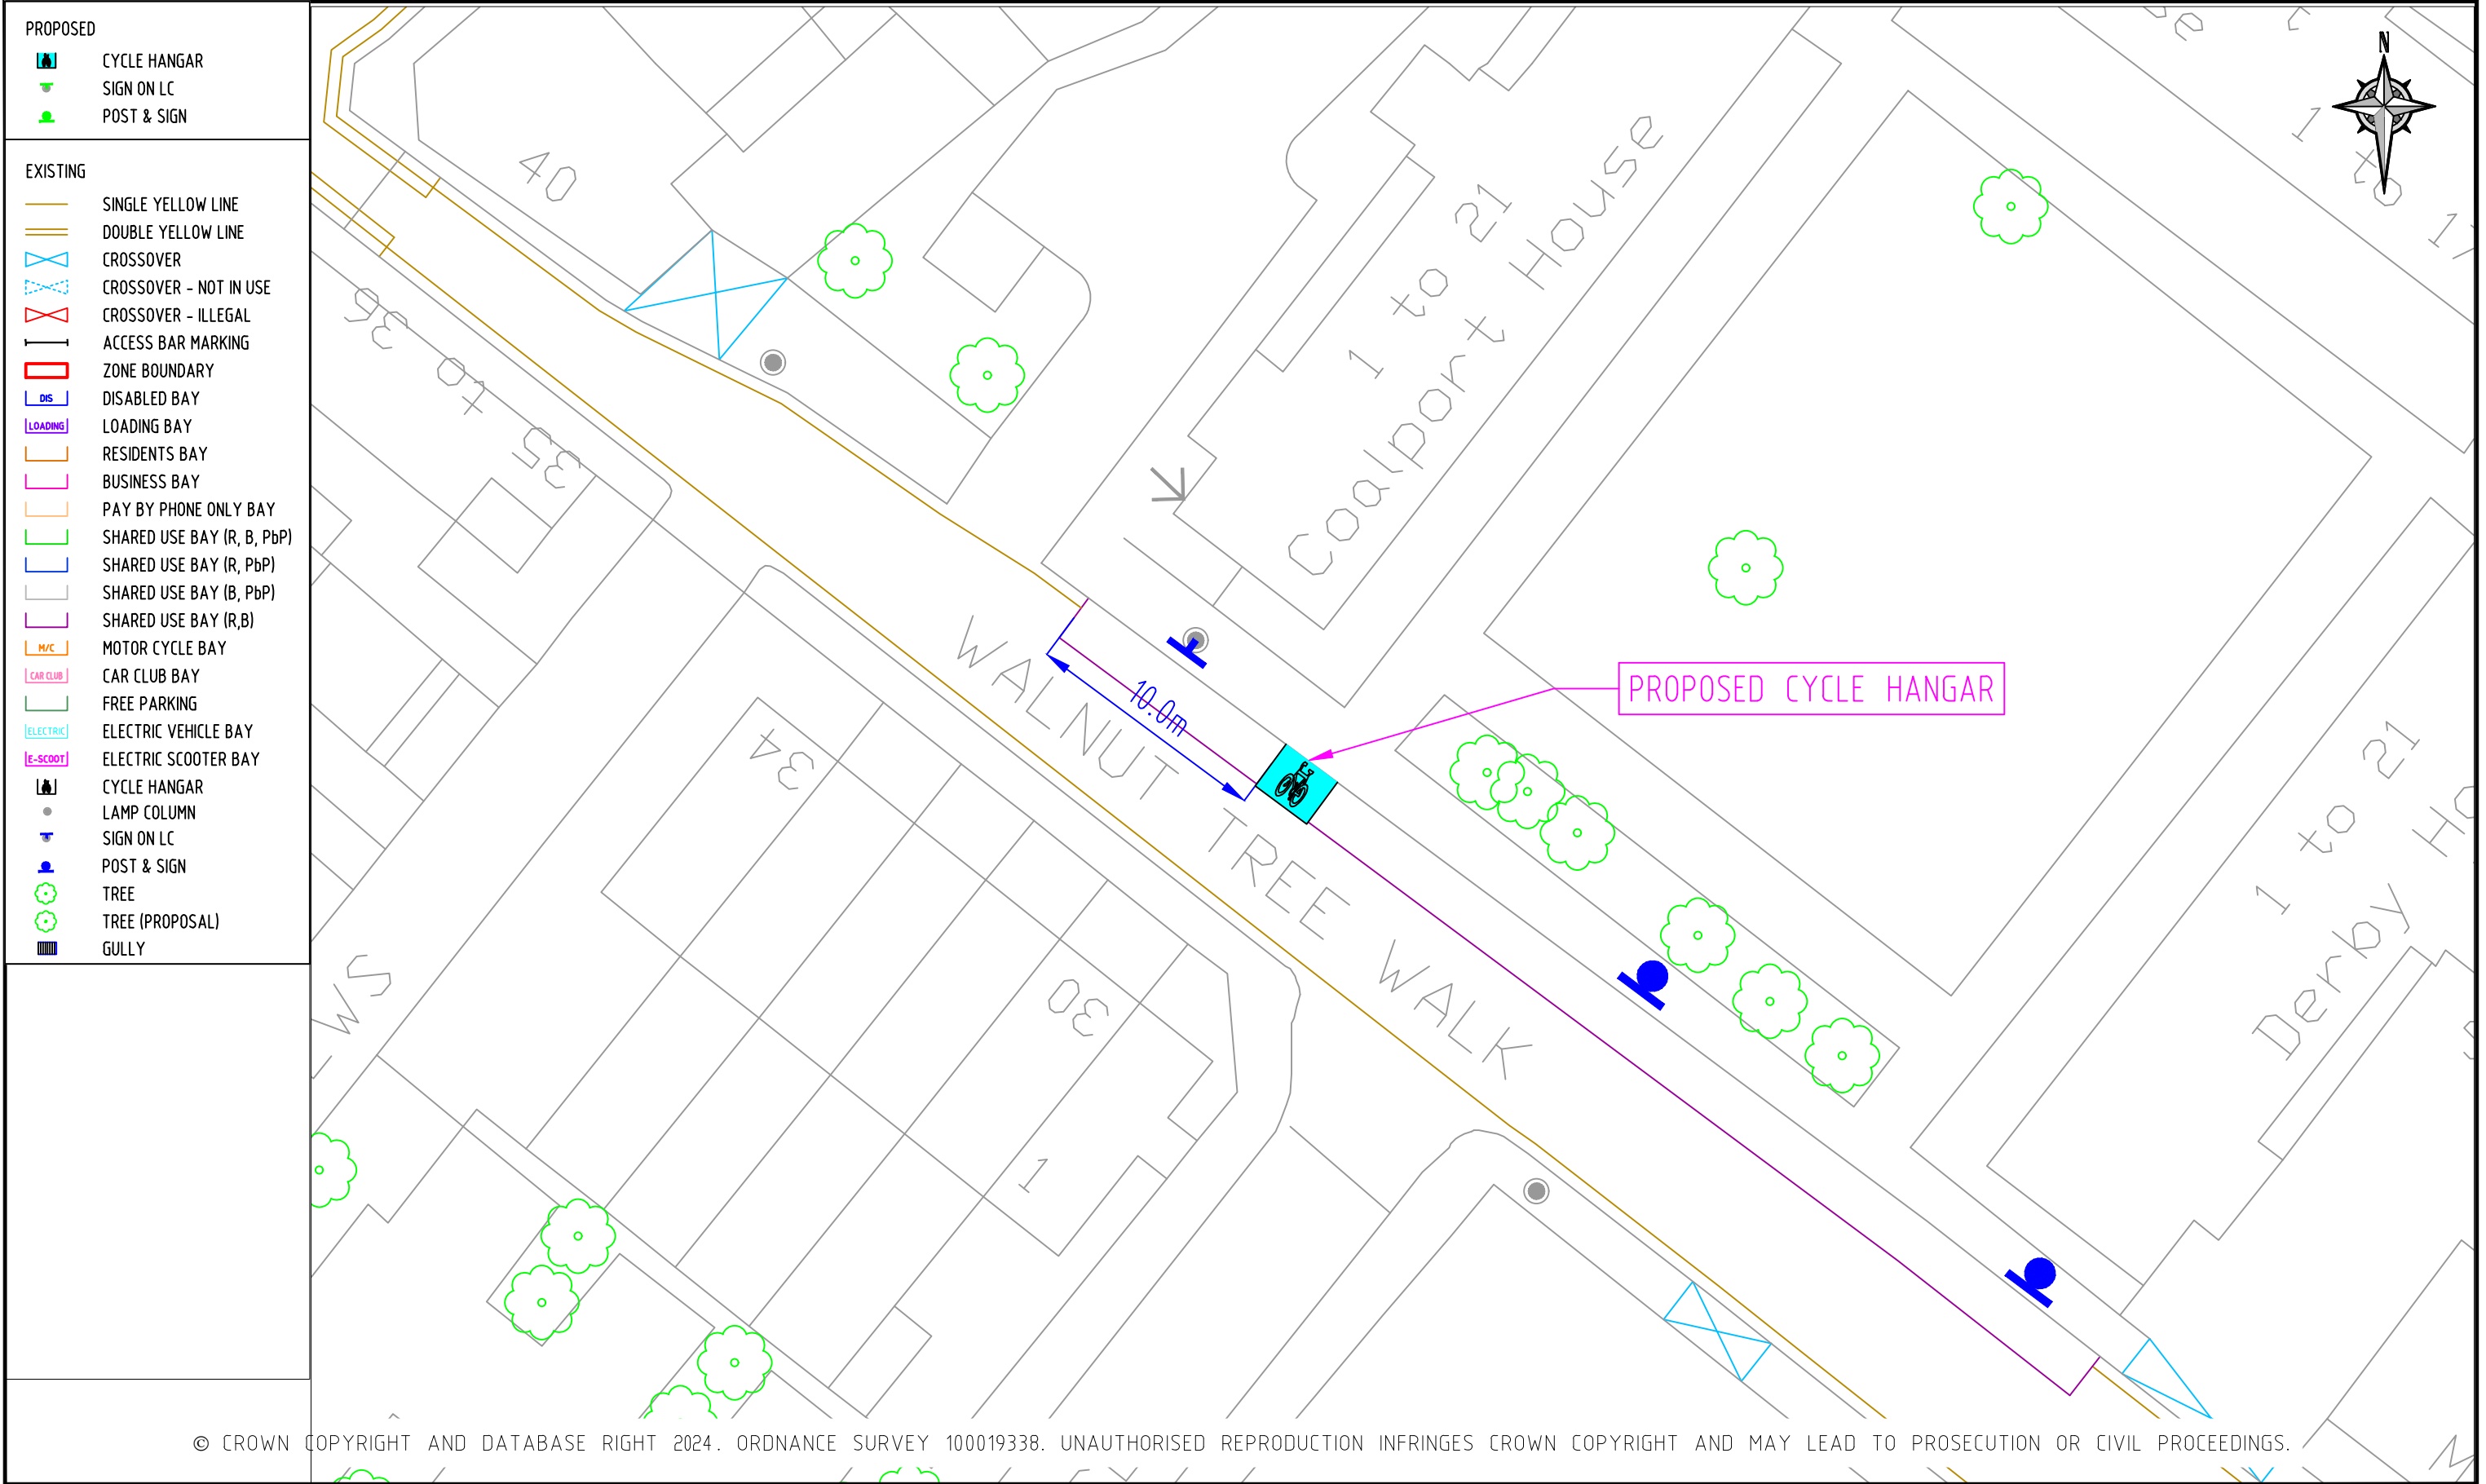 PROPOSED
CYCLE HANGAR
SIGN ON LC
POST & SIGN
EXISTING
SINGLE YELLOW LINE
DOUBLE YELLOW LINE
CROSSOVER
CROSSOVER - NOT IN USE
CROSSOVER - ILLEGAL
ACCESS BAR MARKING
ZONE BOUNDARY
DIS DISABLED BAY
LOADING LOADING BAY
RESIDENTS BAY
BUSINESS BAY
PAY BY PHONE ONLY BAY
SHARED USE BAY (R, B, PbP)
SHARED USE BAY (R, PbP)
SHARED USE BAY (B, PbP)
SHARED USE BAY (R,B)
M/C MOTOR CYCLE BAY
CAR CLUB CAR CLUB BAY
FREE PARKING
ELECTRIC ELECTRIC VEHICLE BAY
E-SCOOT ELECTRIC SCOOTER BAY
CYCLE HANGAR
LAMP COLUMN
SIGN ON LC
POST & SIGN
TREE
TREE (PROPOSAL)
GULLY
N
40
35 to 39
1 to 21
Coalport House
1 to 8
17
WALNUT TREE WALK
10.0m
PROPOSED CYCLE HANGAR
34
30
1
1 to 21
Derby Ho
WS
© CROWN COPYRIGHT AND DATABASE RIGHT 2024. ORDNANCE SURVEY 100019338. UNAUTHORISED REPRODUCTION INFRINGES CROWN COPYRIGHT AND MAY LEAD TO PROSECUTION OR CIVIL PROCEEDINGS.